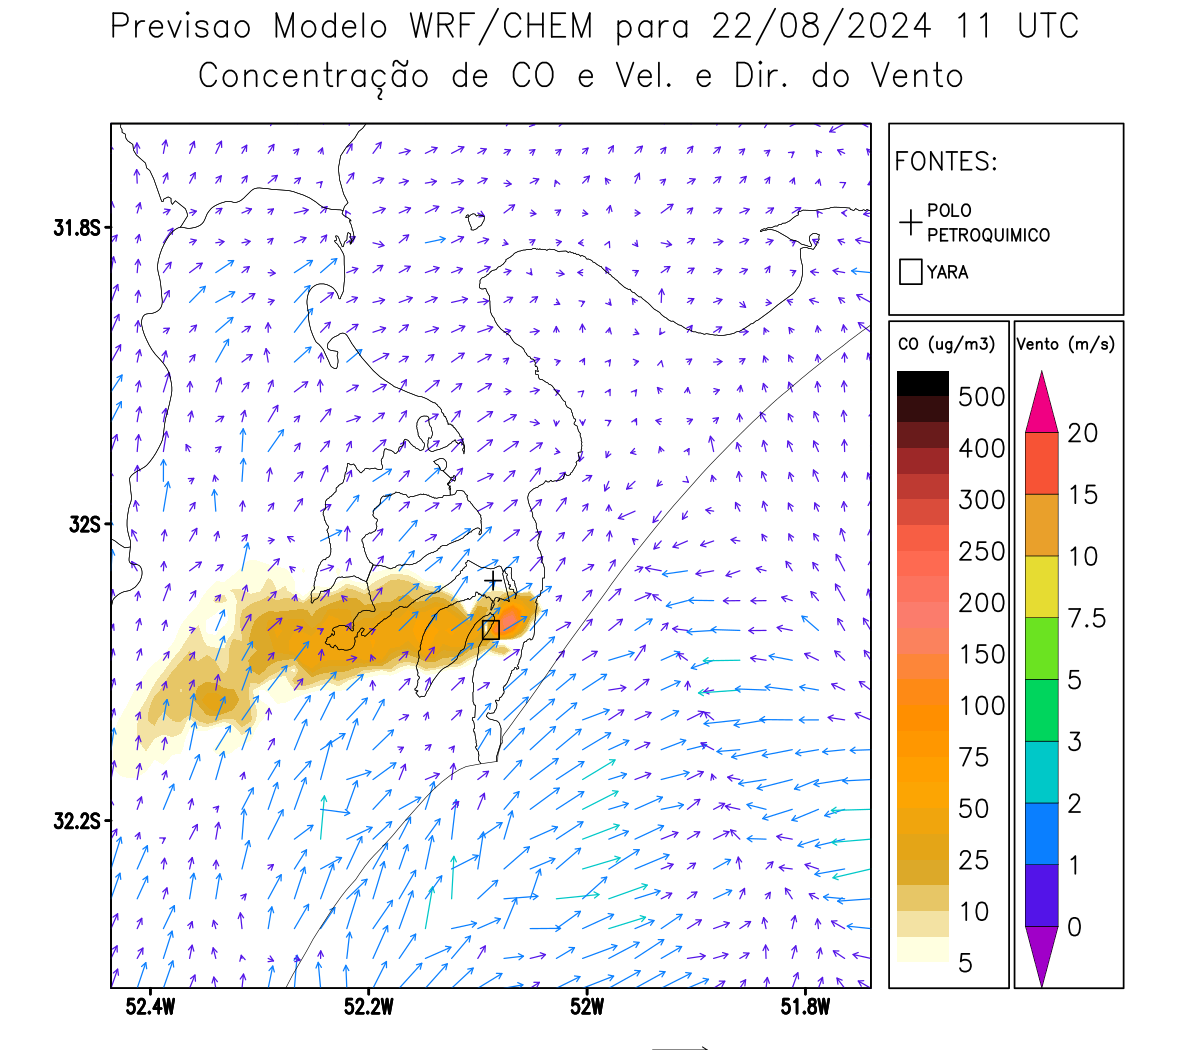 Previsao Modelo WRF/CHEM para 22/08/2024 11 UTC
Concentração de CO e Vel. e Dir. do Vento
FONTES:
POLO
PETROQUIMICO
YARA
CO (ug/m3)
500
400
300
250
200
150
100
75
50
25
10
5
Vento (m/s)
20
15
10
7.5
5
3
2
1
0
31.8S
32S
32.2S
52.4W
52.2W
52W
51.8W